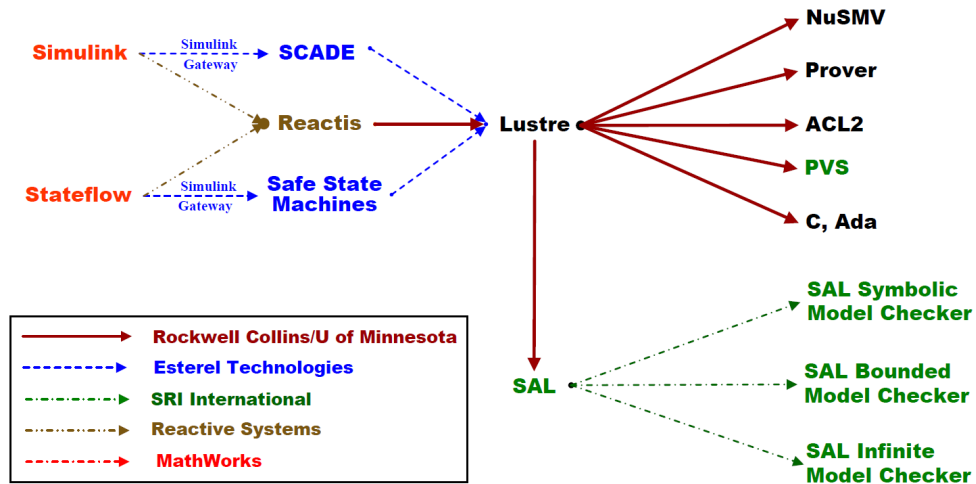 NuSMV
Simulink
Simulink
Gateway
SCADE
Prover
Reactis
Lustre
ACL2
PVS
Stateflow
Simulink
Gateway
Safe State
Machines
C, Ada
SAL Symbolic
Model Checker
Rockwell Collins/U of Minnesota
Esterel Technologies
SRI International
Reactive Systems
MathWorks
SAL
SAL Bounded
Model Checker
SAL Infinite
Model Checker